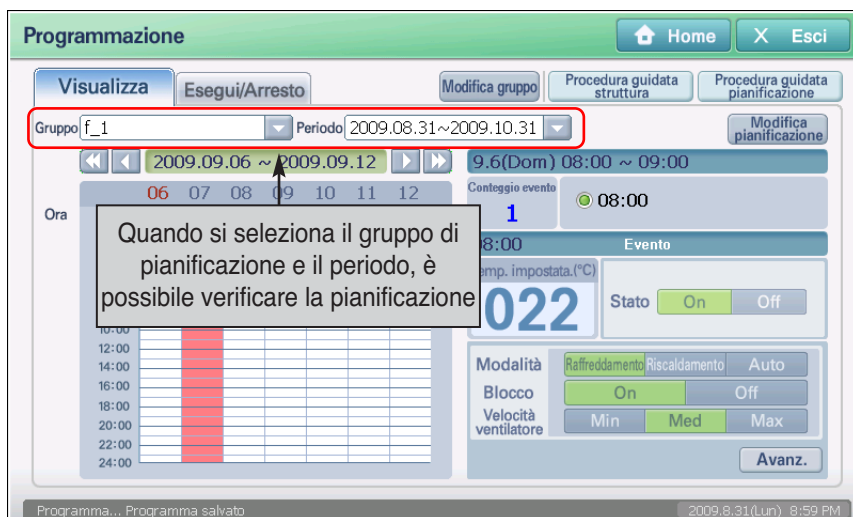 Programmazione
Home
X Esci
Visualizza
Esegui/Arresto
Modifica gruppo
Procedura guidata
struttura
Procedura guidata
pianificazione
Gruppo f_1
Periodo 2009.08.31~2009.10.31
Modifica
pianificazione
2009.09.06 ~ 2009.09.12
9.6(Dom) 08:00 ~ 09:00
06 07 08 09 10 11 12
Conteggio evento
1
08:00
Ora
Quando si seleziona il gruppo di
pianificazione e il periodo, è
possibile verificare la pianificazione
08:00 Evento
Temp. impostata.(°C)
022
Stato On Off
10:00
12:00
14:00
16:00
18:00
20:00
22:00
24:00
Modalità Raffreddamento Riscaldamento Auto
Blocco On Off
Velocità
ventilatore
Min Med Max
Avanz.
Programma... Programma salvato
2009.8.31(Lun) 8:59 PM